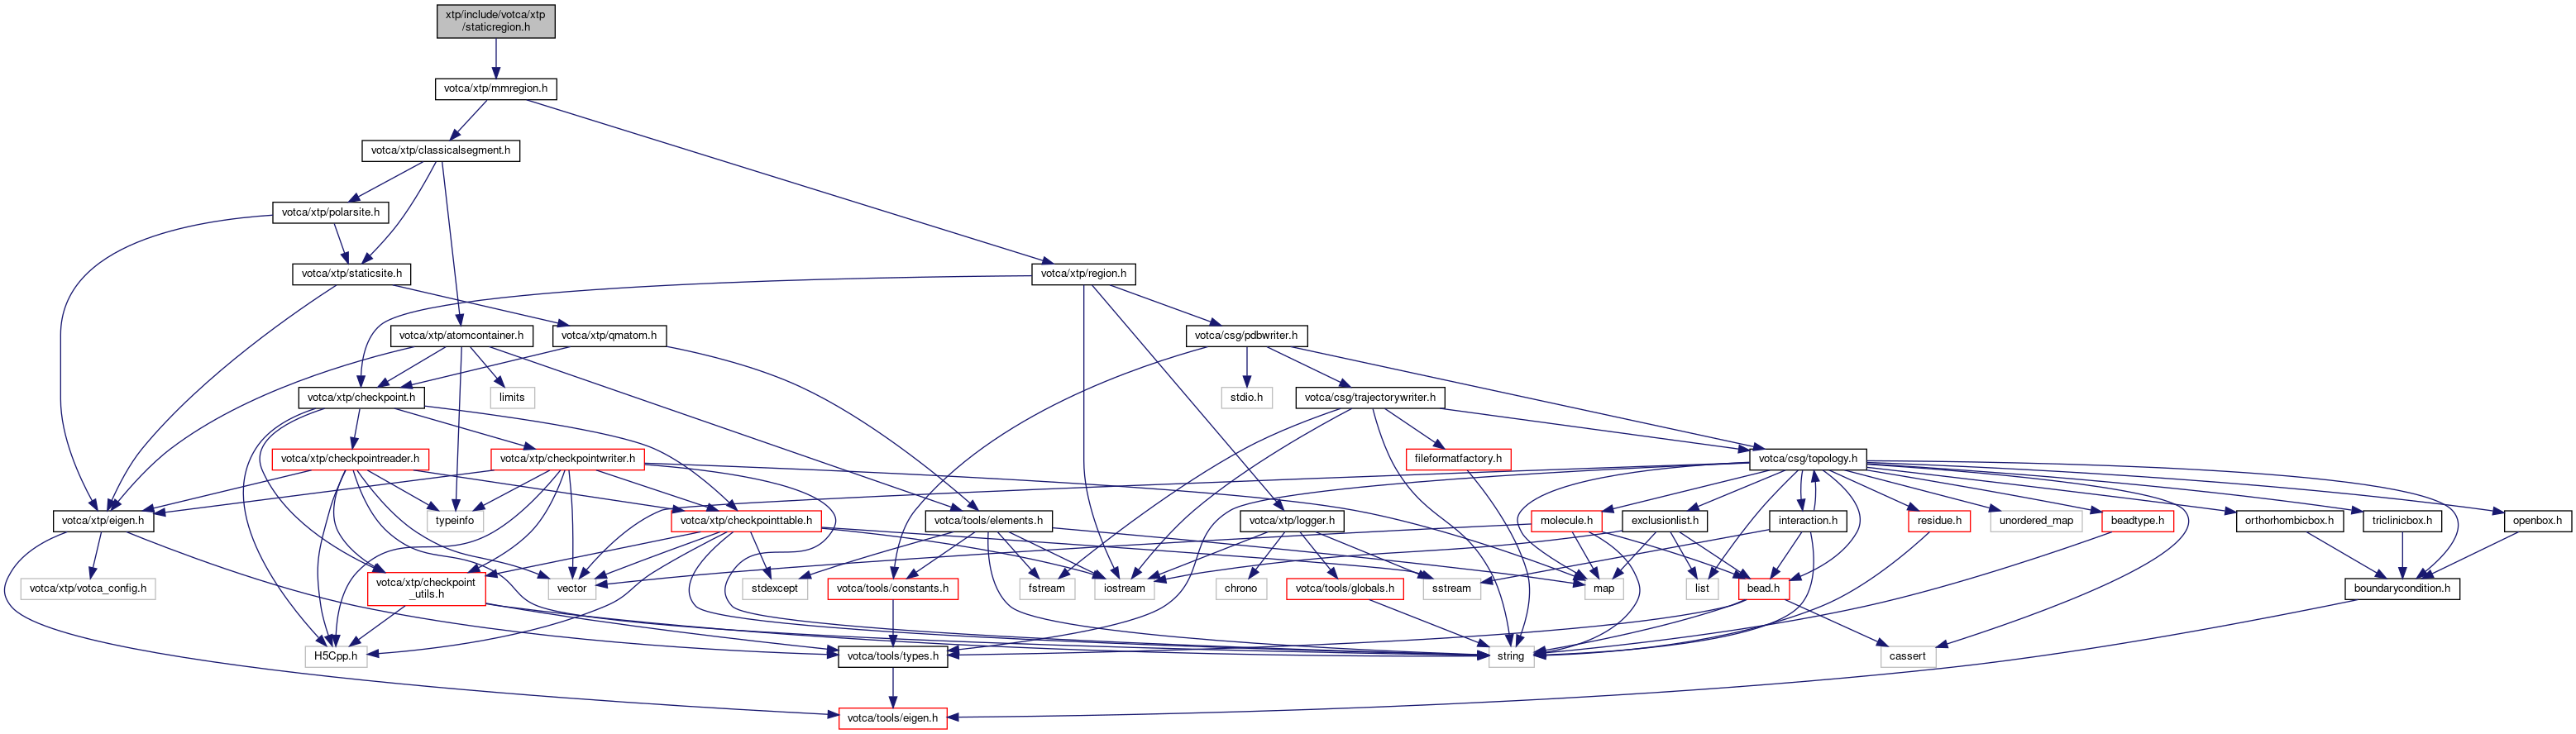 xtp/include/votca/xtp
/staticregion.h
votca/xtp/mmregion.h
votca/xtp/classicalsegment.h
votca/xtp/polarsite.h
votca/xtp/staticsite.h
votca/xtp/region.h
votca/xtp/atomcontainer.h
votca/xtp/qmatom.h
votca/csg/pdbwriter.h
votca/xtp/checkpoint.h
limits
stdio.h
votca/csg/trajectorywriter.h
votca/xtp/checkpointreader.h
votca/xtp/checkpointwriter.h
fileformatfactory.h
votca/csg/topology.h
votca/xtp/eigen.h
typeinfo
votca/xtp/checkpointtable.h
votca/tools/elements.h
votca/xtp/logger.h
molecule.h
exclusionlist.h
interaction.h
residue.h
unordered_map
beadtype.h
orthorhombicbox.h
triclinicbox.h
openbox.h
votca/xtp/votca_config.h
votca/xtp/checkpoint
_utils.h
vector
stdexcept
votca/tools/constants.h
fstream
iostream
chrono
votca/tools/globals.h
sstream
map
list
bead.h
boundarycondition.h
H5Cpp.h
votca/tools/types.h
string
cassert
votca/tools/eigen.h